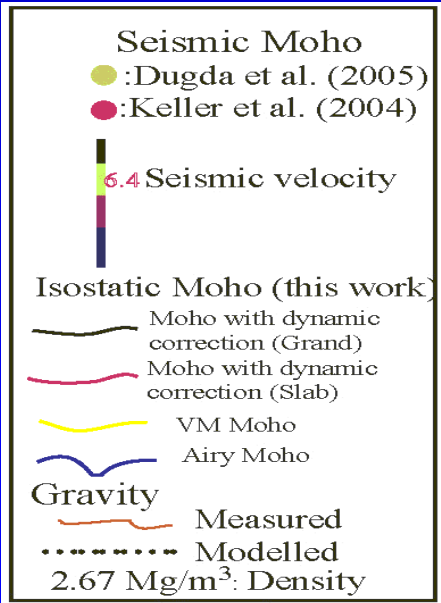 Seismic Moho
:Dugda et al. (2005)
:Keller et al. (2004)
6.4 Seismic velocity
Isostatic Moho (this work)
Moho with dynamic
correction (Grand)
Moho with dynamic
correction (Slab)
VM Moho
Airy Moho
Gravity
Measured
Modelled
2.67 Mg/m³: Density